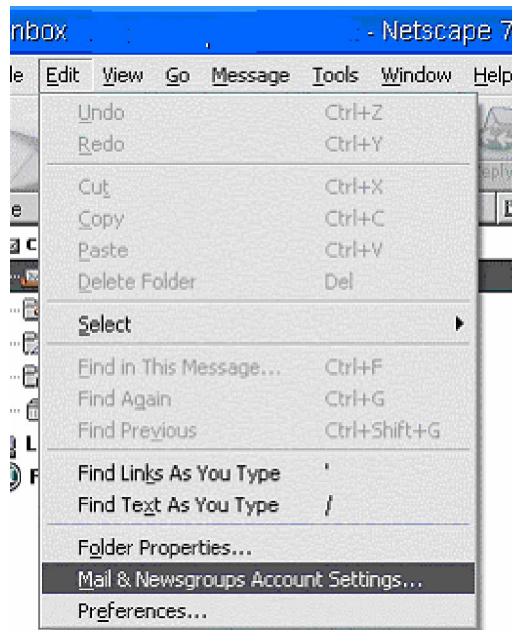 nbox - Netscape 7
le Edit View Go Message Tools Window Help
Undo Ctrl+Z
Redo Ctrl+Y
Cut Ctrl+X
Copy Ctrl+C
Paste Ctrl+V
Delete Folder Del
Select
Find in This Message... Ctrl+F
Find Again Ctrl+G
Find Previous Ctrl+Shift+G
Find Links As You Type '
Find Text As You Type /
Folder Properties...
Mail & Newsgroups Account Settings...
Preferences...